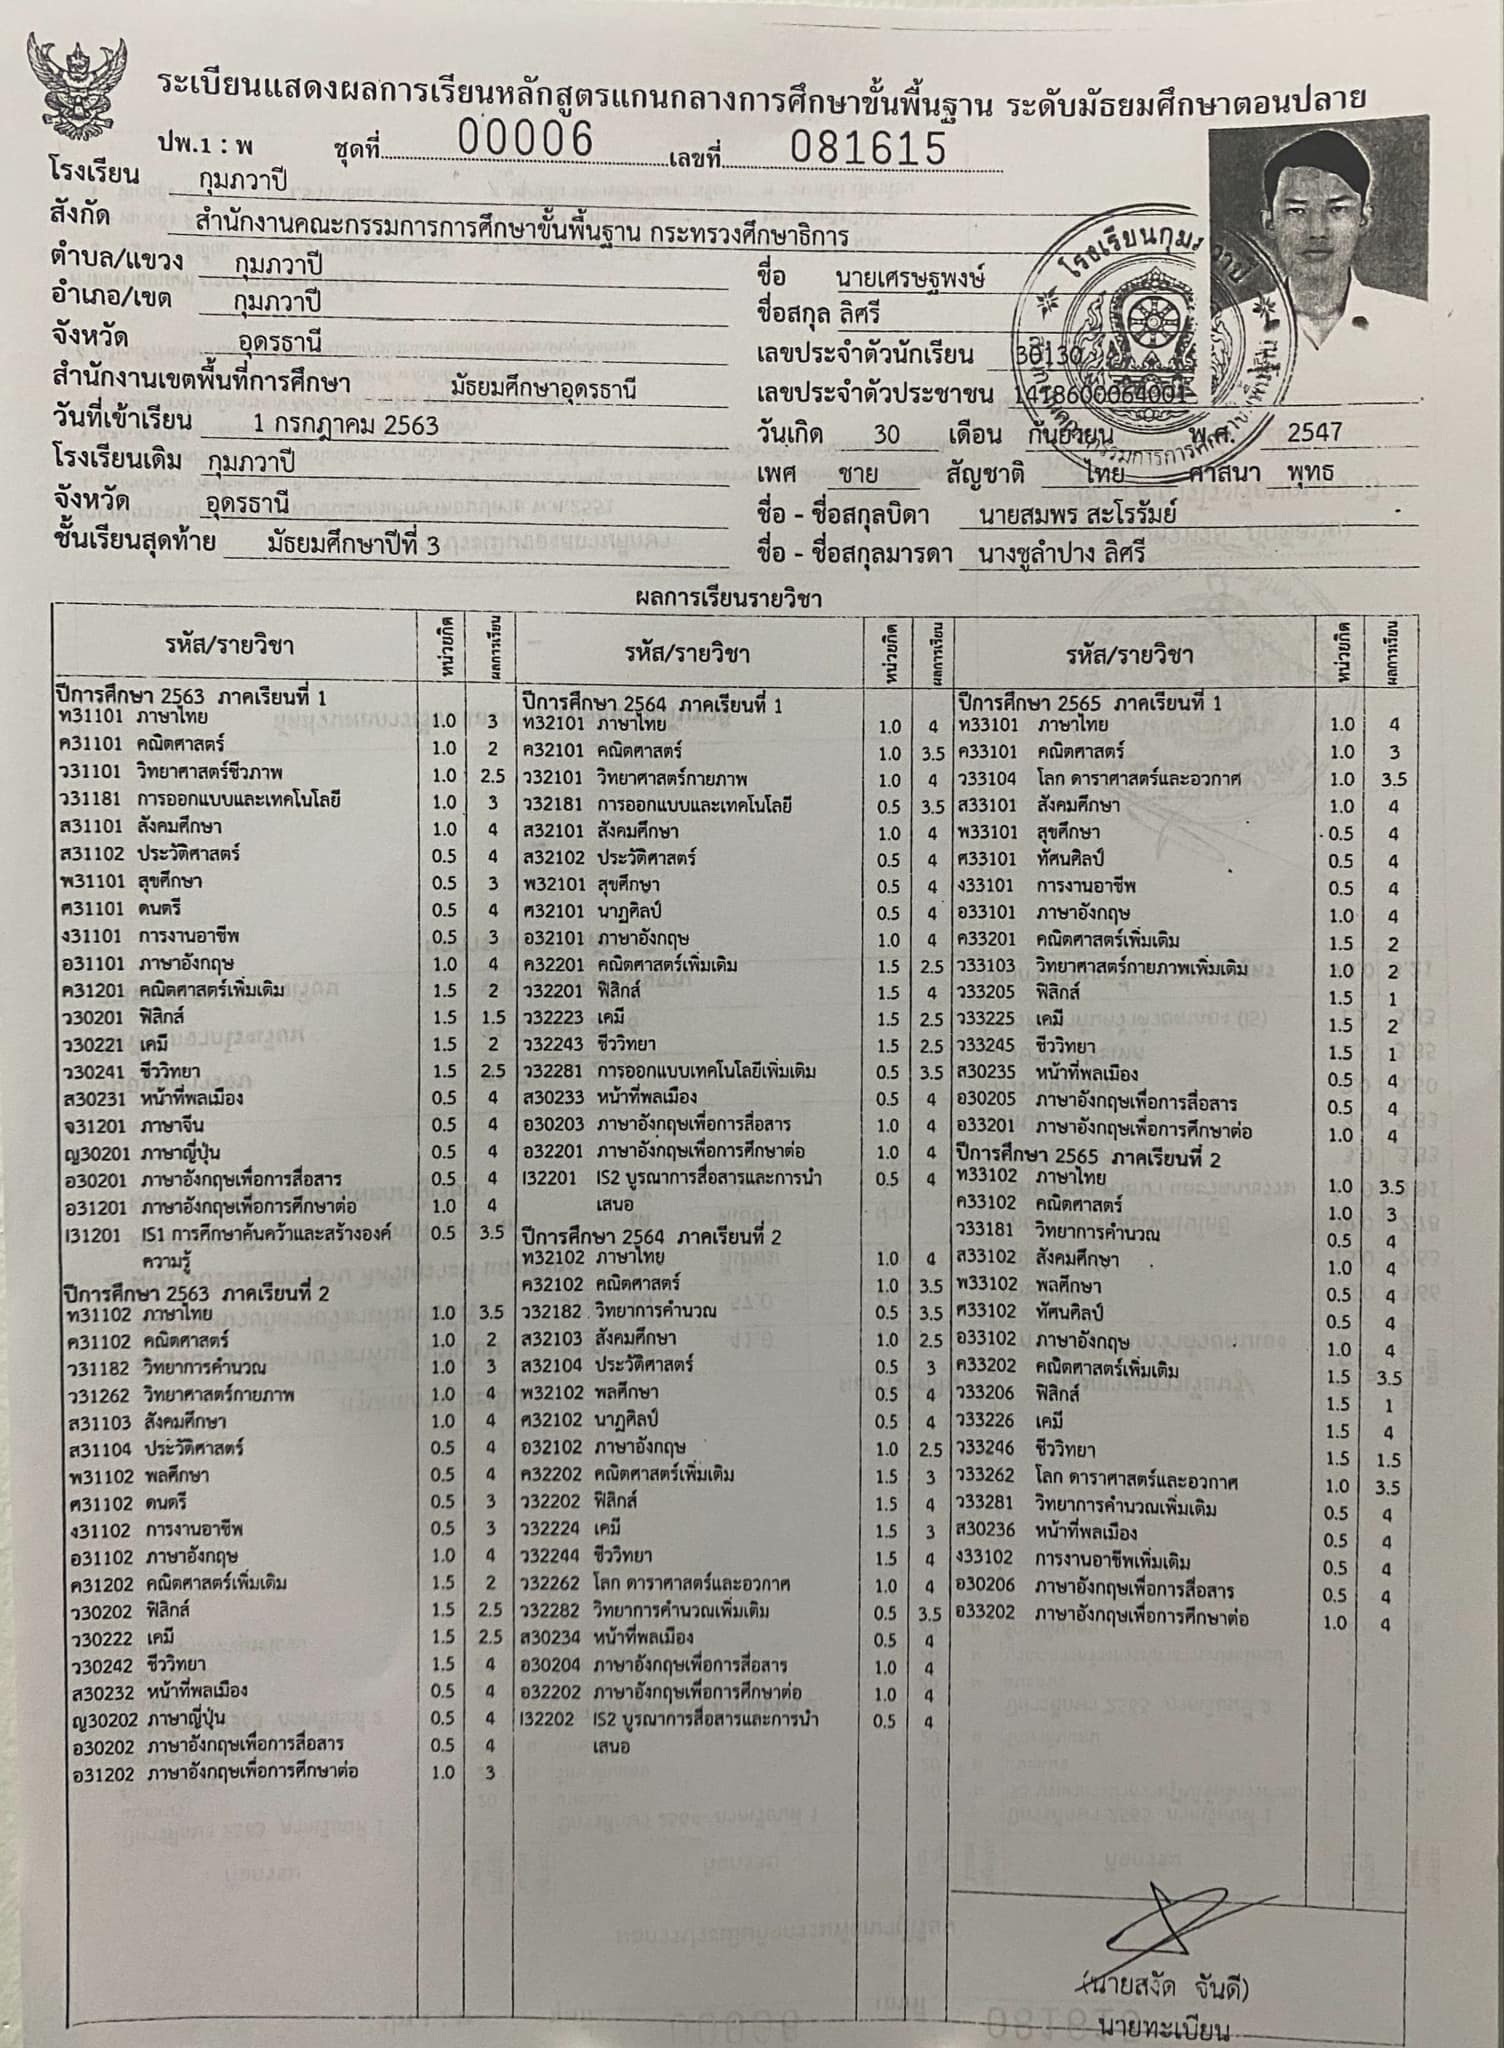 ระเบียนแสดงผลการเรียนหลักสูตรแกนกลางการศึกษาขั้นพื้นฐาน ระดับมัธยมศึกษาตอนปลาย
ปพ.1 : พ ชุดที่ 00006 เลขที่ 081615
โรงเรียน กุมภวาปี
สังกัด สำนักงานคณะกรรมการการศึกษาขั้นพื้นฐาน กระทรวงศึกษาธิการ
ตำบล/แขวง กุมภวาปี
อำเภอ/เขต กุมภวาปี
จังหวัด อุดรธานี
สำนักงานเขตพื้นที่การศึกษา มัธยมศึกษาอุดรธานี
วันที่เข้าเรียน 1 กรกฎาคม 2563
โรงเรียนเดิม กุมภวาปี
จังหวัด อุดรธานี
ชั้นเรียนสุดท้าย มัธยมศึกษาปีที่ 3
ชื่อ นายเศรษฐพงษ์
ชื่อสกุล ลิศรี
เลขประจำตัวนักเรียน 30130
เลขประจำตัวประชาชน
วันเกิด 30 เดือน กันยายน พ.ศ. 2547
เพศ ชาย สัญชาติ ไทย ศาสนา พุทธ
ชื่อ - ชื่อสกุลบิดา นายสมพร สะโรรัมย์
ชื่อ - ชื่อสกุลมารดา นางชูลำปาง ลิศรี
ผลการเรียนรายวิชา
รหัส/รายวิชา หน่วยกิต ผลการเรียน
ปีการศึกษา 2563 ภาคเรียนที่ 1
ท31101 ภาษาไทย 1.0 3
ค31101 คณิตศาสตร์ 1.0 2
ว31101 วิทยาศาสตร์ชีวภาพ 1.0 2.5
ว31181 การออกแบบและเทคโนโลยี 1.0 3
ส31101 สังคมศึกษา 1.0 4
ส31102 ประวัติศาสตร์ 0.5 4
พ31101 สุขศึกษา 0.5 3
ศ31101 ดนตรี 0.5 4
ง31101 การงานอาชีพ 0.5 3
อ31101 ภาษาอังกฤษ 1.0 4
ค31201 คณิตศาสตร์เพิ่มเติม 1.5 2
ว30201 ฟิสิกส์ 1.5 1.5
ว30221 เคมี 1.5 2
ว30241 ชีววิทยา 1.5 2.5
ส30231 หน้าที่พลเมือง 0.5 4
จ31201 ภาษาจีน 0.5 4
ญ30201 ภาษาญี่ปุ่น 0.5 4
อ30201 ภาษาอังกฤษเพื่อการสื่อสาร 0.5 4
อ31201 ภาษาอังกฤษเพื่อการศึกษาต่อ 1.0 4
I31201 IS1 การศึกษาค้นคว้าและสร้างองค์ 0.5 3.5
ความรู้
ปีการศึกษา 2563 ภาคเรียนที่ 2
ท31102 ภาษาไทย 1.0 3.5
ค31102 คณิตศาสตร์ 1.0 2
ว31182 วิทยาการคำนวณ 1.0 3
ว31262 วิทยาศาสตร์กายภาพ 1.0 4
ส31103 สังคมศึกษา 1.0 4
ส31104 ประวัติศาสตร์ 0.5 4
พ31102 พลศึกษา 0.5 4
ศ31102 ดนตรี 0.5 3
ง31102 การงานอาชีพ 0.5 3
อ31102 ภาษาอังกฤษ 1.0 4
ค31202 คณิตศาสตร์เพิ่มเติม 1.5 2
ว30202 ฟิสิกส์ 1.5 2.5
ว30222 เคมี 1.5 2.5
ว30242 ชีววิทยา 1.5 4
ส30232 หน้าที่พลเมือง 0.5 4
ญ30202 ภาษาญี่ปุ่น 0.5 4
อ30202 ภาษาอังกฤษเพื่อการสื่อสาร 0.5 4
อ31202 ภาษาอังกฤษเพื่อการศึกษาต่อ 1.0 3
รหัส/รายวิชา หน่วยกิต ผลการเรียน
ปีการศึกษา 2564 ภาคเรียนที่ 1
ท32101 ภาษาไทย 1.0 4
ค32101 คณิตศาสตร์ 1.0 3.5
ว32101 วิทยาศาสตร์กายภาพ 1.0 4
ว32181 การออกแบบและเทคโนโลยี 0.5 3.5
ส32101 สังคมศึกษา 1.0 4
ส32102 ประวัติศาสตร์ 0.5 4
พ32101 สุขศึกษา 0.5 4
ศ32101 นาฏศิลป์ 0.5 4
อ32101 ภาษาอังกฤษ 1.0 4
ค32201 คณิตศาสตร์เพิ่มเติม 1.5 2.5
ว32201 ฟิสิกส์ 1.5 4
ว32223 เคมี 1.5 2.5
ว32243 ชีววิทยา 1.5 2.5
ว32281 การออกแบบเทคโนโลยีเพิ่มเติม 0.5 3.5
ส30233 หน้าที่พลเมือง 0.5 4
อ30203 ภาษาอังกฤษเพื่อการสื่อสาร 1.0 4
อ32201 ภาษาอังกฤษเพื่อการศึกษาต่อ 1.0 4
I32201 IS2 บูรณาการสื่อสารและการนำ 0.5 4
เสนอ
ปีการศึกษา 2564 ภาคเรียนที่ 2
ท32102 ภาษาไทย 1.0 4
ค32102 คณิตศาสตร์ 1.0 3.5
ว32182 วิทยาการคำนวณ 0.5 3.5
ส32103 สังคมศึกษา 1.0 2.5
ส32104 ประวัติศาสตร์ 0.5 3
พ32102 พลศึกษา 0.5 4
ศ32102 นาฏศิลป์ 0.5 4
อ32102 ภาษาอังกฤษ 1.0 2.5
ค32202 คณิตศาสตร์เพิ่มเติม 1.5 3
ว32202 ฟิสิกส์ 1.5 4
ว32224 เคมี 1.5 3
ว32244 ชีววิทยา 1.5 4
ว32262 โลก ดาราศาสตร์และอวกาศ 1.0 4
ว32282 วิทยาการคำนวณเพิ่มเติม 0.5 3.5
ส30234 หน้าที่พลเมือง 0.5 4
อ30204 ภาษาอังกฤษเพื่อการสื่อสาร 1.0 4
อ32202 ภาษาอังกฤษเพื่อการศึกษาต่อ 1.0 4
I32202 IS2 บูรณาการสื่อสารและการนำ 0.5 4
เสนอ
รหัส/รายวิชา หน่วยกิต ผลการเรียน
ปีการศึกษา 2565 ภาคเรียนที่ 1
ท33101 ภาษาไทย 1.0 4
ค33101 คณิตศาสตร์ 1.0 3
ว33104 โลก ดาราศาสตร์และอวกาศ 1.0 3.5
ส33101 สังคมศึกษา 1.0 4
พ33101 สุขศึกษา 0.5 4
ศ33101 ทัศนศิลป์ 0.5 4
ง33101 การงานอาชีพ 0.5 4
อ33101 ภาษาอังกฤษ 1.0 4
ค33201 คณิตศาสตร์เพิ่มเติม 1.5 2
ว33103 วิทยาศาสตร์กายภาพเพิ่มเติม 1.0 2
ว33205 ฟิสิกส์ 1.5 1
ว33225 เคมี 1.5 2
ว33245 ชีววิทยา 1.5 1
ส30235 หน้าที่พลเมือง 0.5 4
อ30205 ภาษาอังกฤษเพื่อการสื่อสาร 0.5 4
อ33201 ภาษาอังกฤษเพื่อการศึกษาต่อ 1.0 4
ปีการศึกษา 2565 ภาคเรียนที่ 2
ท33102 ภาษาไทย 1.0 3.5
ค33102 คณิตศาสตร์ 1.0 3
ว33181 วิทยาการคำนวณ 0.5 4
ส33102 สังคมศึกษา 1.0 4
พ33102 พลศึกษา 0.5 4
ศ33102 ทัศนศิลป์ 0.5 4
อ33102 ภาษาอังกฤษ 1.0 4
ค33202 คณิตศาสตร์เพิ่มเติม 1.5 3.5
ว33206 ฟิสิกส์ 1.5 1
ว33226 เคมี 1.5 4
ว33246 ชีววิทยา 1.5 1.5
ว33262 โลก ดาราศาสตร์และอวกาศ 1.0 3.5
ว33281 วิทยาการคำนวณเพิ่มเติม 0.5 4
ส30236 หน้าที่พลเมือง 0.5 4
ง33102 การงานอาชีพเพิ่มเติม 0.5 4
อ30206 ภาษาอังกฤษเพื่อการสื่อสาร 0.5 4
อ33202 ภาษาอังกฤษเพื่อการศึกษาต่อ 1.0 4
(นายสงัด จันดี)
นายทะเบียน